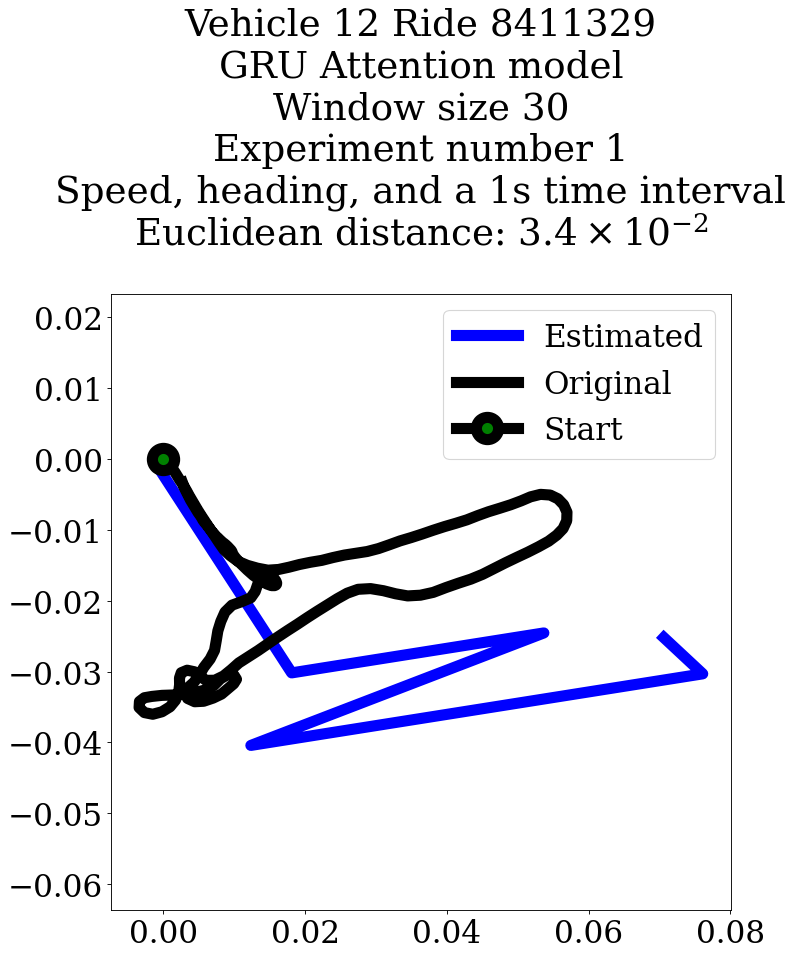 Vehicle 12 Ride 8411329
GRU Attention model
Window size 30
Experiment number 1
Speed, heading, and a 1s time interval
Euclidean distance: 3.4 × 10⁻²
Estimated
Original
Start
0.02
0.01
0.00
−0.01
−0.02
−0.03
−0.04
−0.05
−0.06
0.00 0.02 0.04 0.06 0.08